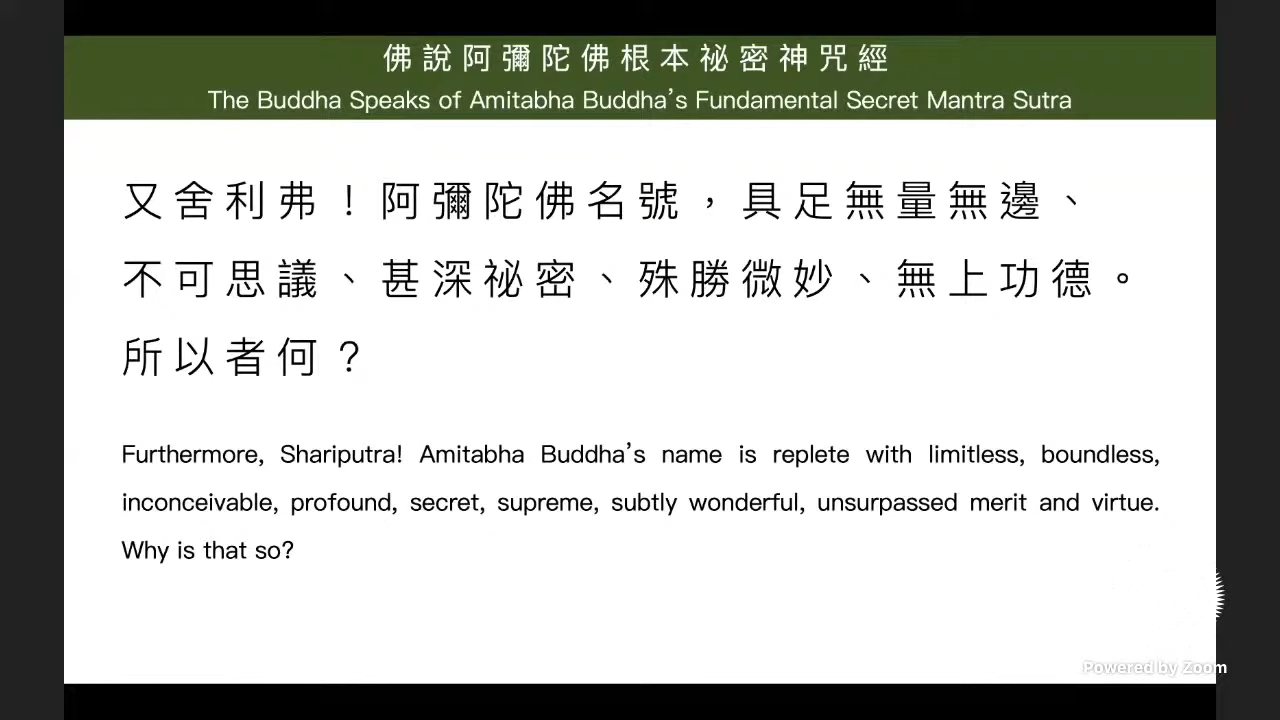 佛說阿彌陀佛根本祕密神咒經
The Buddha Speaks of Amitabha Buddha's Fundamental Secret Mantra Sutra
又舍利弗！阿彌陀佛名號，具足無量無邊、
不可思議、甚深祕密、殊勝微妙、無上功德。
所以者何？
Furthermore, Shariputra! Amitabha Buddha's name is replete with limitless, boundless,
inconceivable, profound, secret, supreme, subtly wonderful, unsurpassed merit and virtue.
Why is that so?
Powered by Zoom